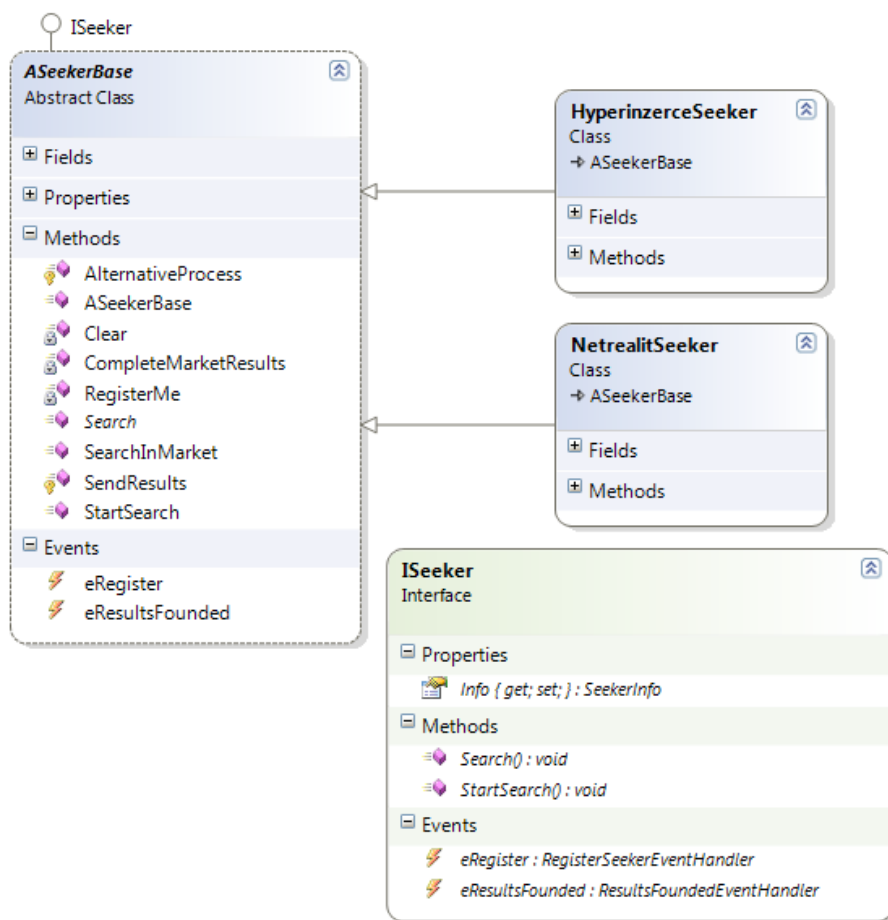 ISeeker
ASeekerBase
Abstract Class
Fields
Properties
Methods
AlternativeProcess
ASeekerBase
Clear
CompleteMarketResults
RegisterMe
Search
SearchInMarket
SendResults
StartSearch
Events
eRegister
eResultsFounded
HyperinzerceSeeker
Class
ASeekerBase
Fields
Methods
NetrealitSeeker
Class
ASeekerBase
Fields
Methods
ISeeker
Interface
Properties
Info { get; set; } : SeekerInfo
Methods
Search() : void
StartSearch() : void
Events
eRegister : RegisterSeekerEventHandler
eResultsFounded : ResultsFoundedEventHandler